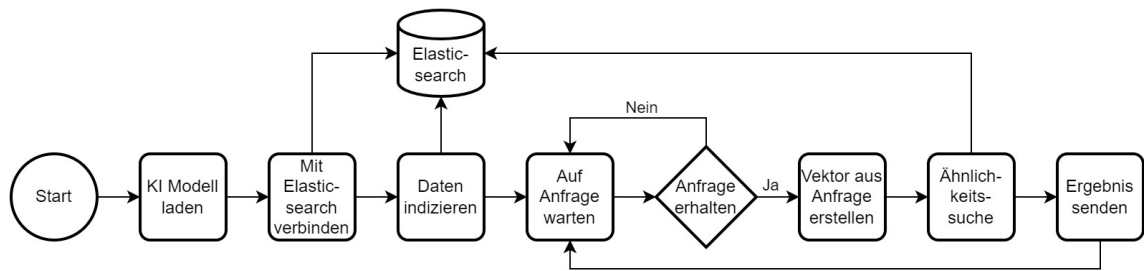 Elastic-
search
Nein
Start
KI Modell
laden
Mit
Elastic-
search
verbinden
Daten
indizieren
Auf
Anfrage
warten
Anfrage
erhalten
Ja
Vektor aus
Anfrage
erstellen
Ähnlich-
keits-
suche
Ergebnis
senden